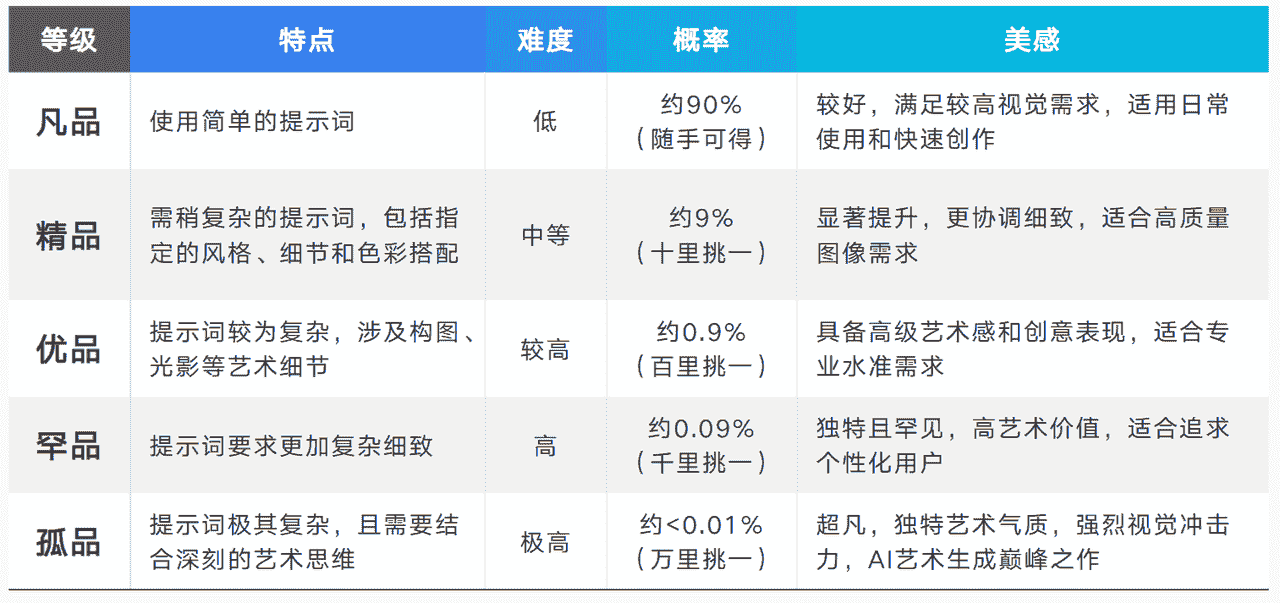 等级 特点 难度 概率 美感
凡品 使用简单的提示词 低 约90% 较好，满足较高视觉需求，适用日常
（随手可得） 使用和快速创作
精品 需稍复杂的提示词，包括指 中等 约9% 显著提升，更协调细致，适合高质量
定的风格、细节和色彩搭配 （十里挑一） 图像需求
优品 提示词较为复杂，涉及构图、 较高 约0.9% 具备高级艺术感和创意表现，适合专
光影等艺术细节 （百里挑一） 业水准需求
罕品 提示词要求更加复杂细致 高 约0.09% 独特且罕见，高艺术价值，适合追求
（千里挑一） 个性化用户
孤品 提示词极其复杂，且需要结 极高 约<0.01% 超凡，独特艺术气质，强烈视觉冲击
合深刻的艺术思维 （万里挑一） 力，AI艺术生成巅峰之作